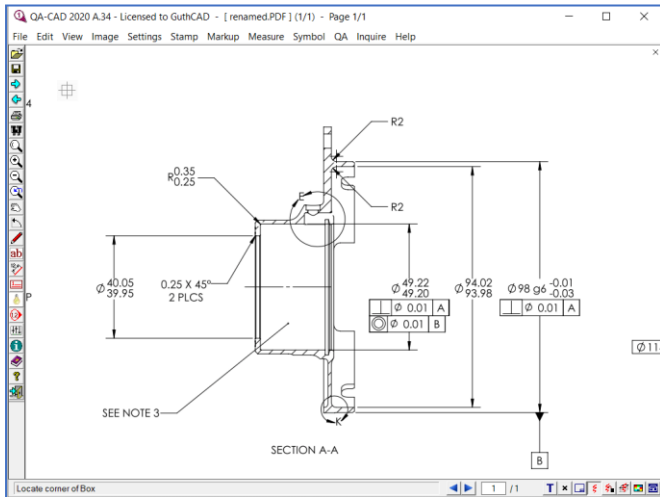 QA-CAD 2020 A.34 - Licensed to GuthCAD - [ renamed.PDF ] (1/1) - Page 1/1
File Edit View Image Settings Stamp Markup Measure Symbol QA Inquire Help
4
R2
R0.35
0.25
E
R2
⌀40.05
39.95
0.25 X 45°
2 PLCS
⌀49.22
49.20
⌀94.02
93.98
⌀98 g6 -0.01
-0.03
⟂ ⌀ 0.01 A
◎ ⌀ 0.01 B
⟂ ⌀ 0.01 A
P
⌀11
SEE NOTE 3
K
SECTION A-A
B
Locate corner of Box
1 /1